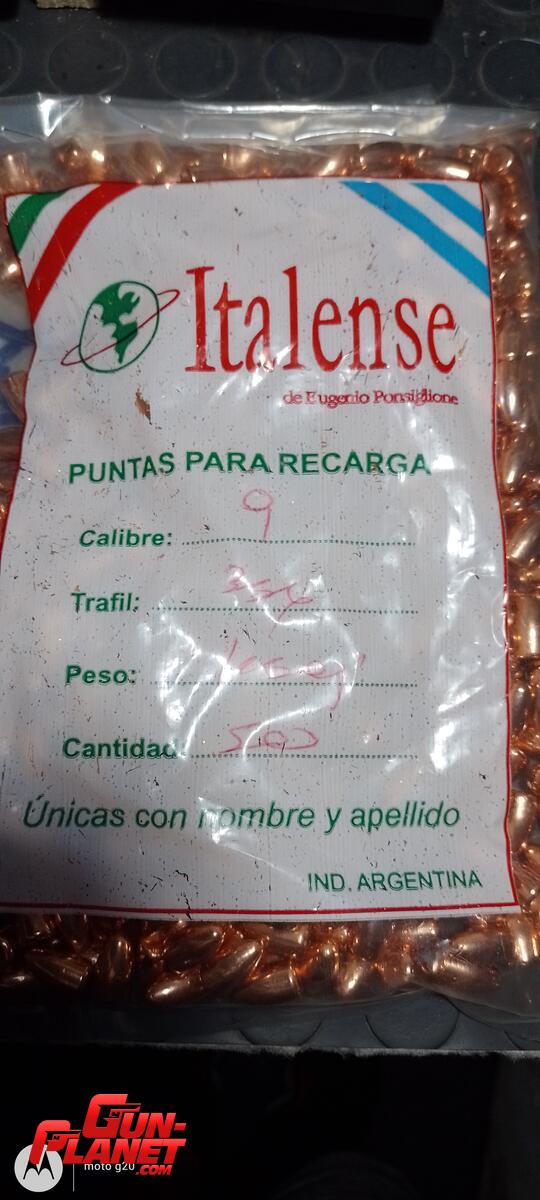 Italense
de Eugenio Ponsiglione
PUNTAS PARA RECARGA
Calibre: 9
Trafil:
Peso:
Cantidad: 500
Únicas con nombre y apellido
IND. ARGENTINA
GUN-
PLANET
.COM
moto g20